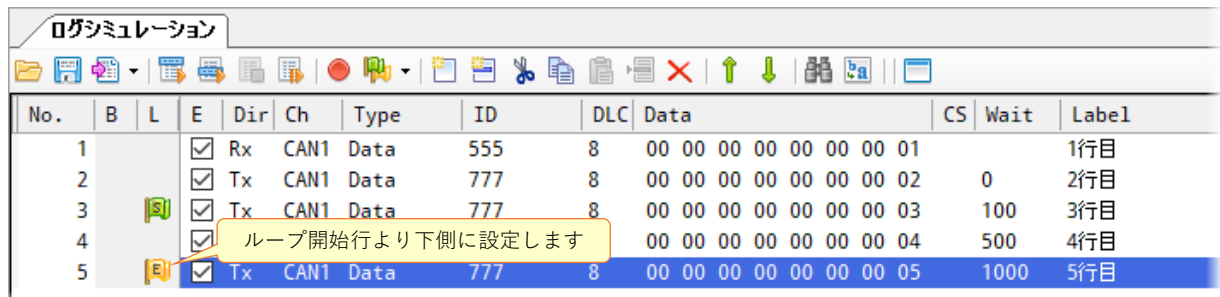 ログシミュレーション
No. B L E Dir Ch Type ID DLC Data CS Wait Label
1 Rx CAN1 Data 555 8 00 00 00 00 00 00 00 01 1行目
2 Tx CAN1 Data 777 8 00 00 00 00 00 00 00 02 0 2行目
3 S Tx CAN1 Data 777 8 00 00 00 00 00 00 00 03 100 3行目
4 00 00 00 00 00 00 00 04 500 4行目
ループ開始行より下側に設定します
5 E Tx CAN1 Data 777 8 00 00 00 00 00 00 00 05 1000 5行目